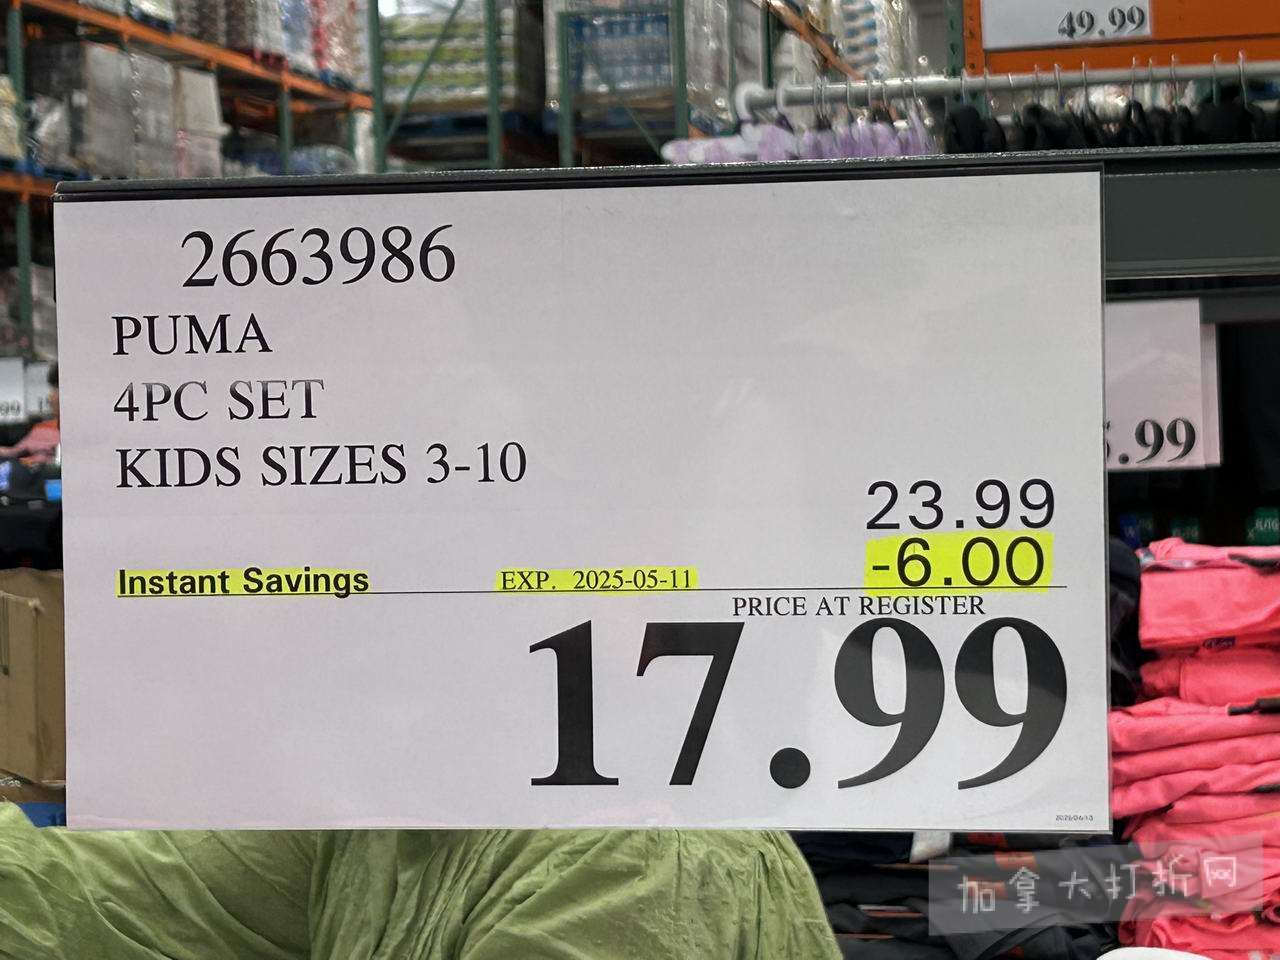 49.99
2663986
PUMA
4PC SET
KIDS SIZES 3-10
23.99
-6.00
Instant Savings EXP. 2025-05-11
PRICE AT REGISTER
17.99
.99
加拿大打折网